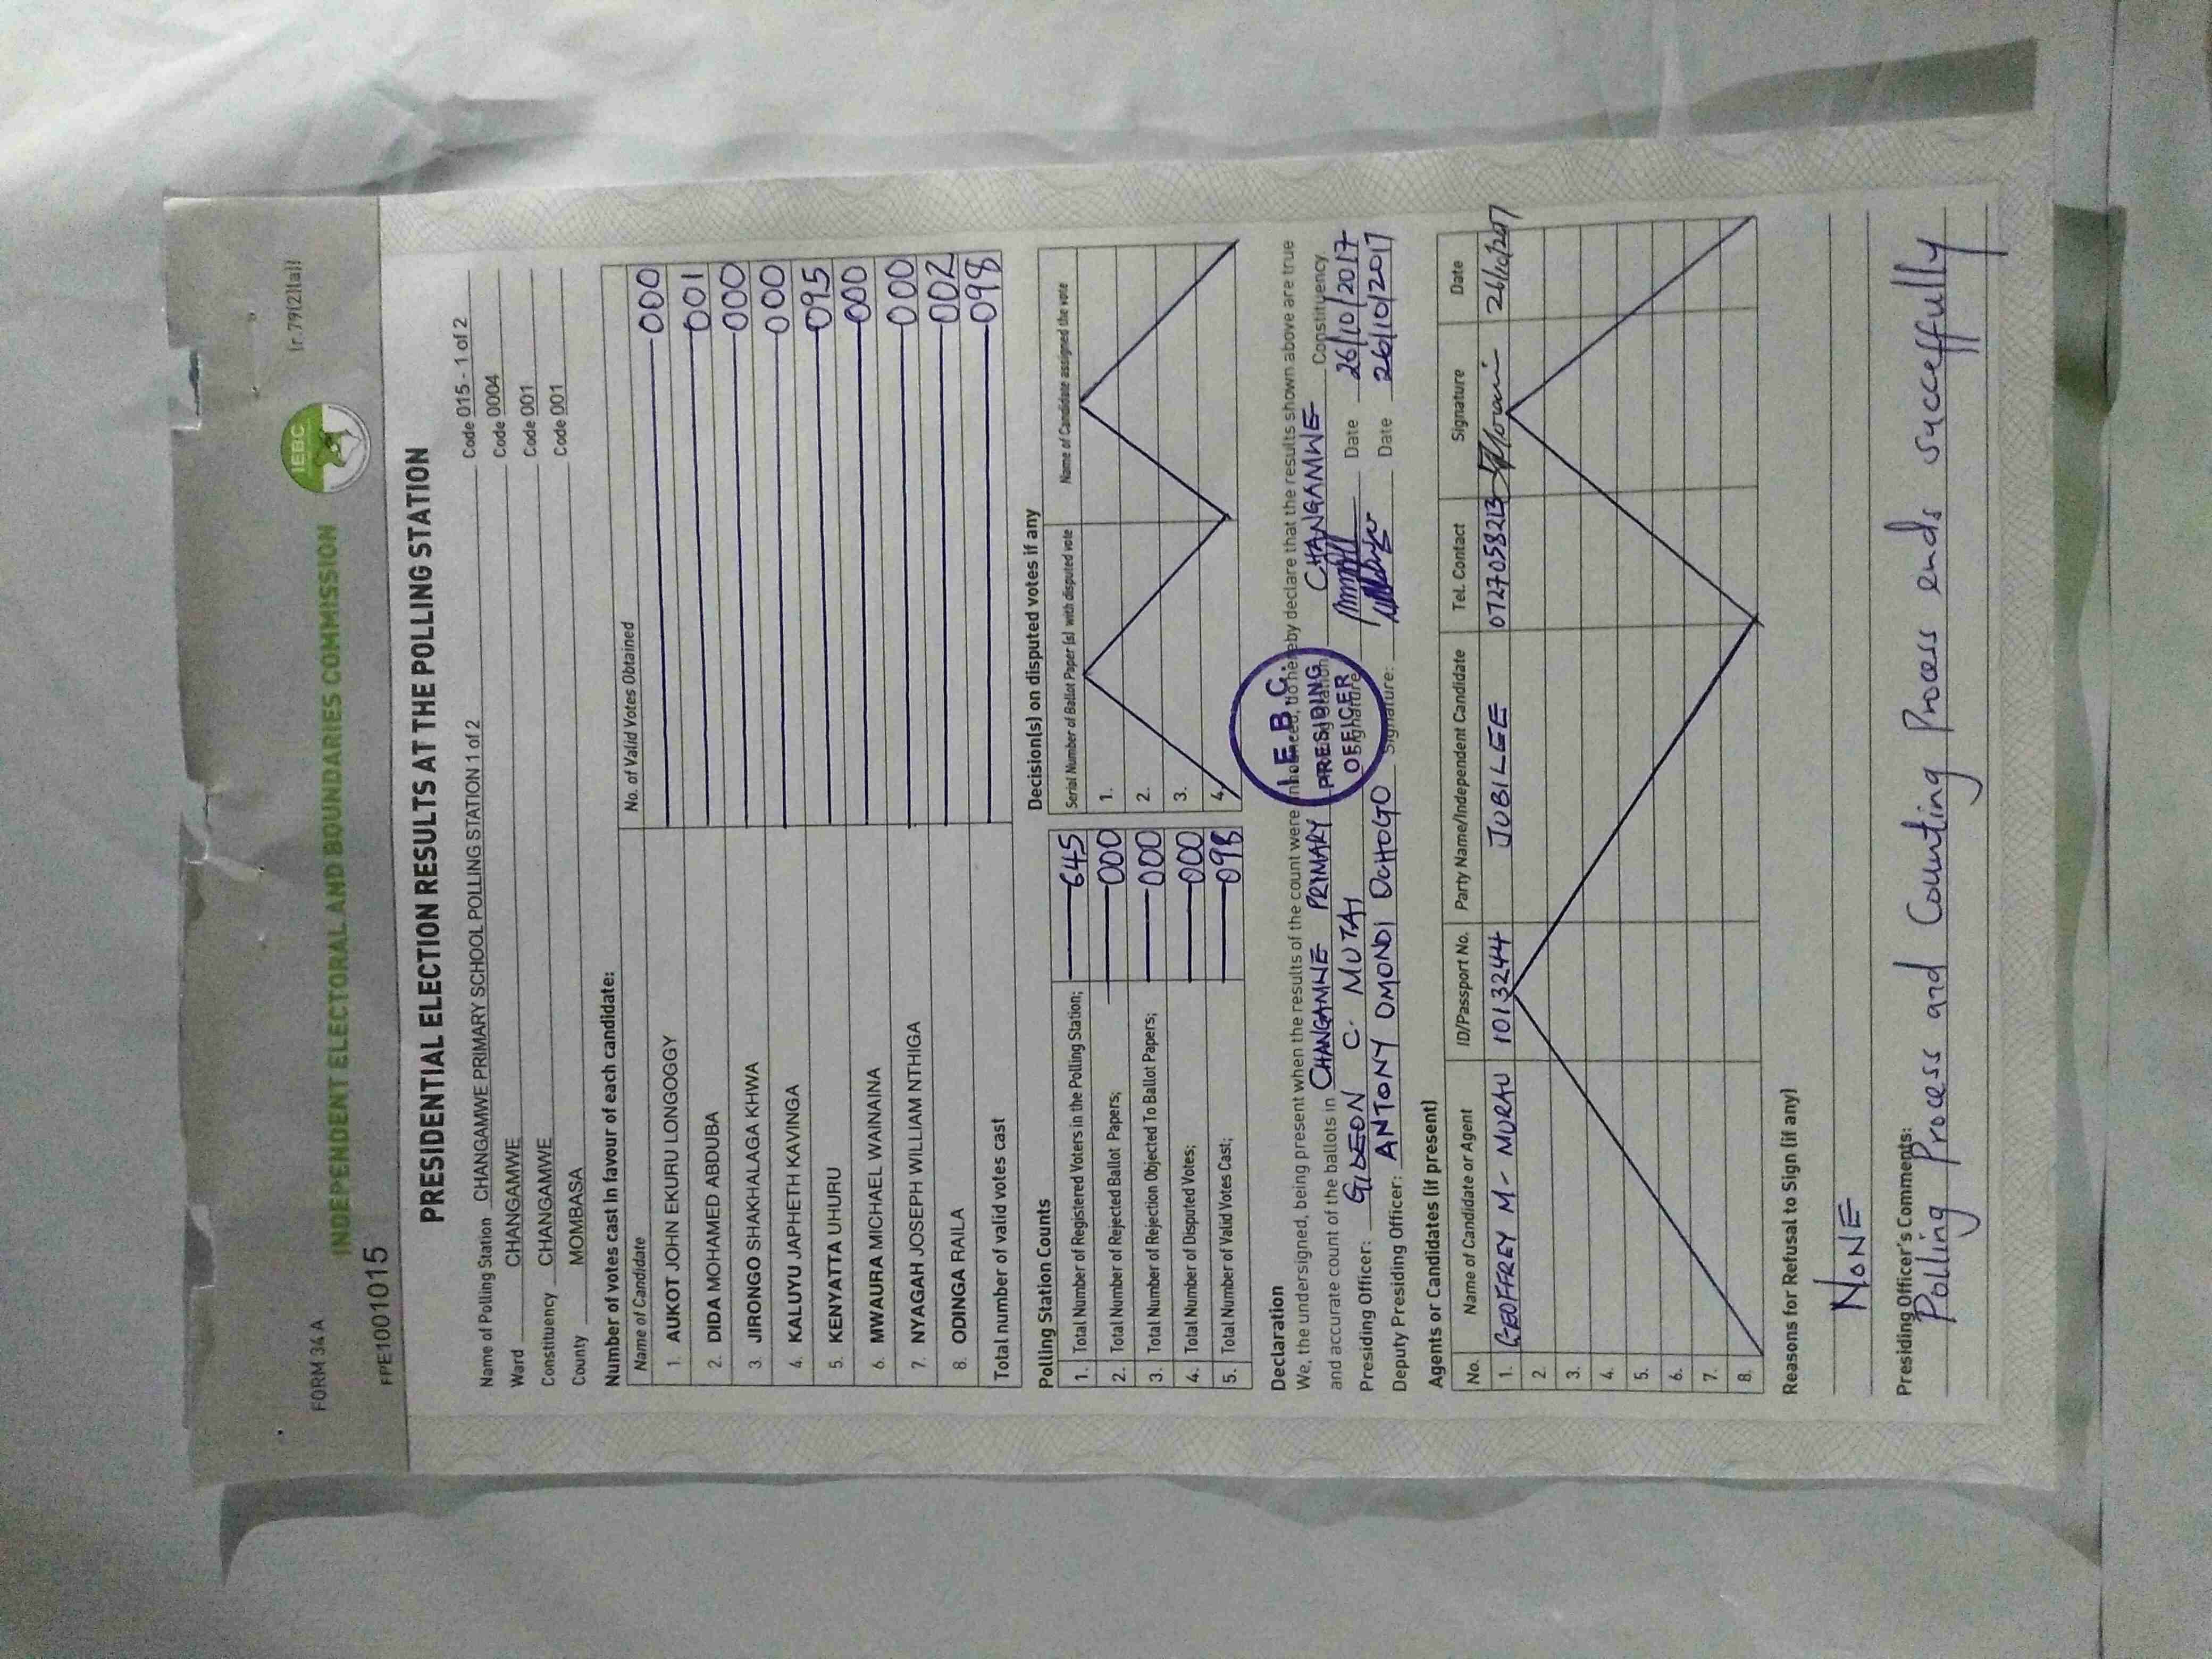 FORM 34 A
(r.79(2)(a))
IEBC
INDEPENDENT ELECTORAL AND BOUNDARIES COMMISSION
FPE1001015
PRESIDENTIAL ELECTION RESULTS AT THE POLLING STATION
Name of Polling Station CHANGAMWE PRIMARY SCHOOL POLLING STATION 1 of 2 Code 015 - 1 of 2
Ward CHANGAMWE Code 0004
Constituency CHANGAMWE Code 001
County MOMBASA Code 001
Number of votes cast in favour of each candidate:
Name of Candidate No. of Valid Votes Obtained
1. AUKOT JOHN EKURU LONGOGGY 000
2. DIDA MOHAMED ABDUBA 001
3. JIRONGO SHAKHALAGA KHWA 000
4. KALUYU JAPHETH KAVINGA 000
5. KENYATTA UHURU 095
6. MWAURA MICHAEL WAINAINA 000
7. NYAGAH JOSEPH WILLIAM NTHIGA 000
8. ODINGA RAILA 002
Total number of valid votes cast 098
Polling Station Counts
1. Total Number of Registered Voters in the Polling Station; 645
2. Total Number of Rejected Ballot Papers; 000
3. Total Number of Rejection Objected To Ballot Papers; 000
4. Total Number of Disputed Votes; 000
5. Total Number of Valid Votes Cast; 098
Decision(s) on disputed votes if any
Serial Number of Ballot Paper (s) with disputed vote Name of Candidate assigned the vote
1.
2.
3.
4.
Declaration
We, the undersigned, being present when the results of the count were announced, do hereby declare that the results shown above are true
and accurate count of the ballots in CHANGAMWE PRIMARY Polling Station CHANGAMWE Constituency
Presiding Officer: GIDEON C. MUTAI Signature Date 26/10/2017
Deputy Presiding Officer: ANTONY OMONDI OCHOGO Signature: Date 26/10/2017
I.E.B.C.
PRESIDING
OFFICER
Agents or Candidates (if present)
No. Name of Candidate or Agent ID/Passport No. Party Name/Independent Candidate Tel. Contact Signature Date
1. GEOFFREY M- 1013244 JUBILEE 0727058213 26/10/2017
2.
3.
4.
5.
6.
7.
8.
Reasons for Refusal to Sign (if any)
NONE
Presiding Officer's Comments:
Polling Process and Counting Process ends successfully